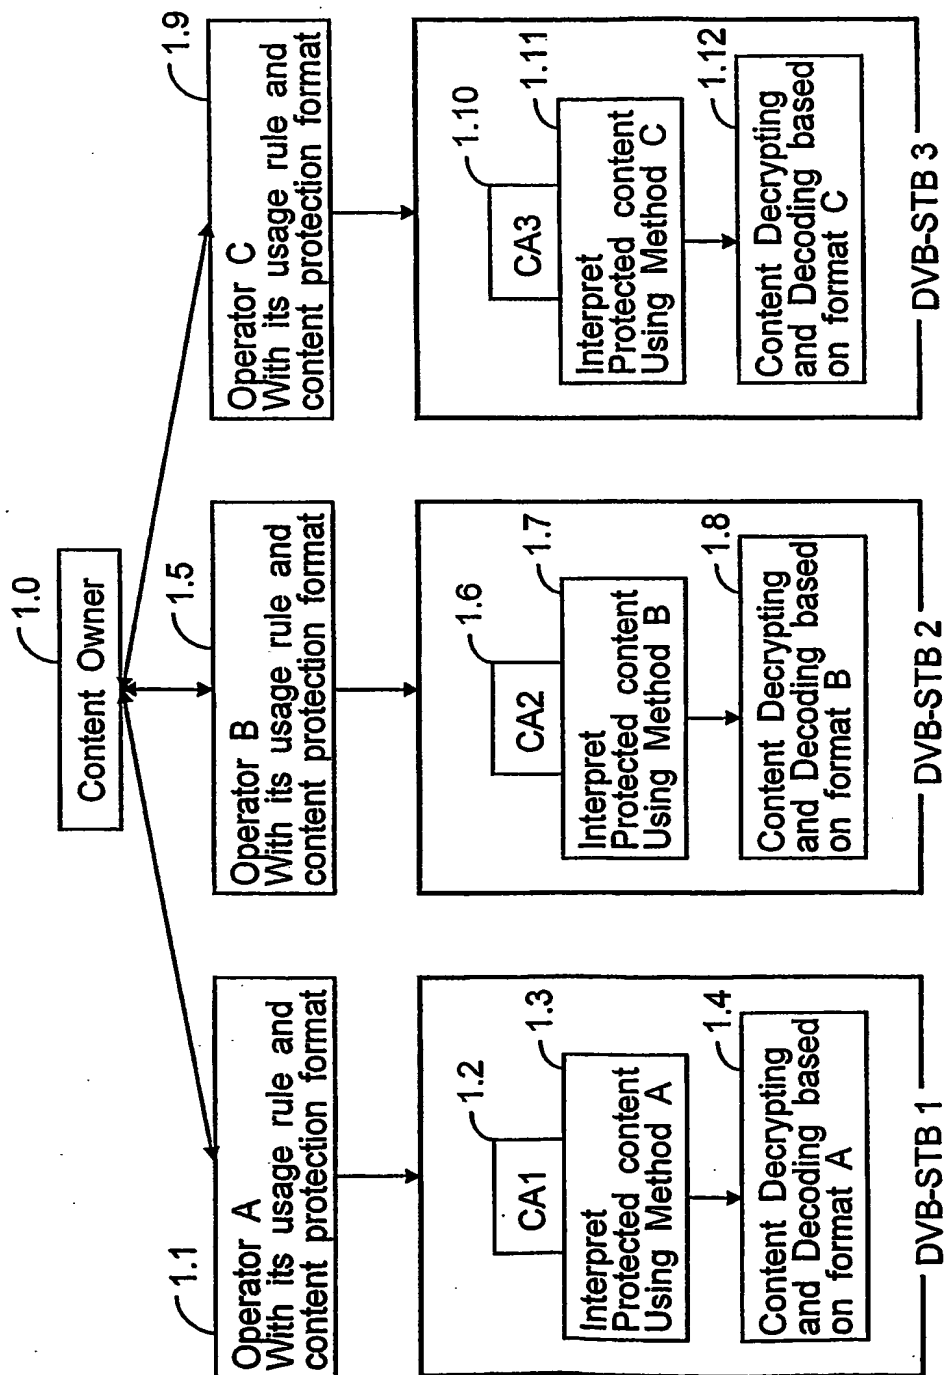 1.0
Content Owner
1.1
Operator A
With its usage rule and
content protection format
1.2
CA1
1.3
Interpret
Protected content
Using Method A
1.4
Content Decrypting
and Decoding based
on format A
DVB-STB 1
1.5
Operator B
With its usage rule and
content protection format
1.6
CA2
1.7
Interpret
Protected content
Using Method B
1.8
Content Decrypting
and Decoding based
on format B
DVB-STB 2
1.9
Operator C
With its usage rule and
content protection format
1.10
CA3
1.11
Interpret
Protected content
Using Method C
1.12
Content Decrypting
and Decoding based
on format C
DVB-STB 3